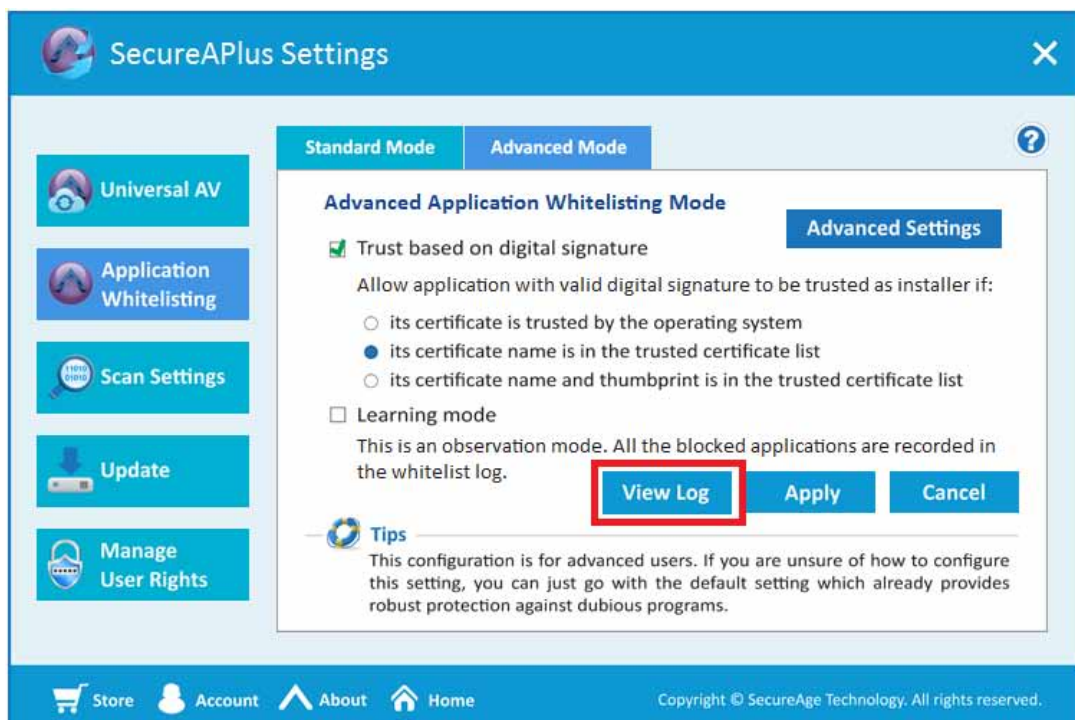 SecureAPlus Settings
Universal AV
Application
Whitelisting
Scan Settings
Update
Manage
User Rights
Standard Mode
Advanced Mode
Advanced Application Whitelisting Mode
Advanced Settings
Trust based on digital signature
Allow application with valid digital signature to be trusted as installer if:
its certificate is trusted by the operating system
its certificate name is in the trusted certificate list
its certificate name and thumbprint is in the trusted certificate list
Learning mode
This is an observation mode. All the blocked applications are recorded in
the whitelist log.
View Log
Apply
Cancel
Tips
This configuration is for advanced users. If you are unsure of how to configure
this setting, you can just go with the default setting which already provides
robust protection against dubious programs.
Store
Account
About
Home
Copyright © SecureAge Technology. All rights reserved.